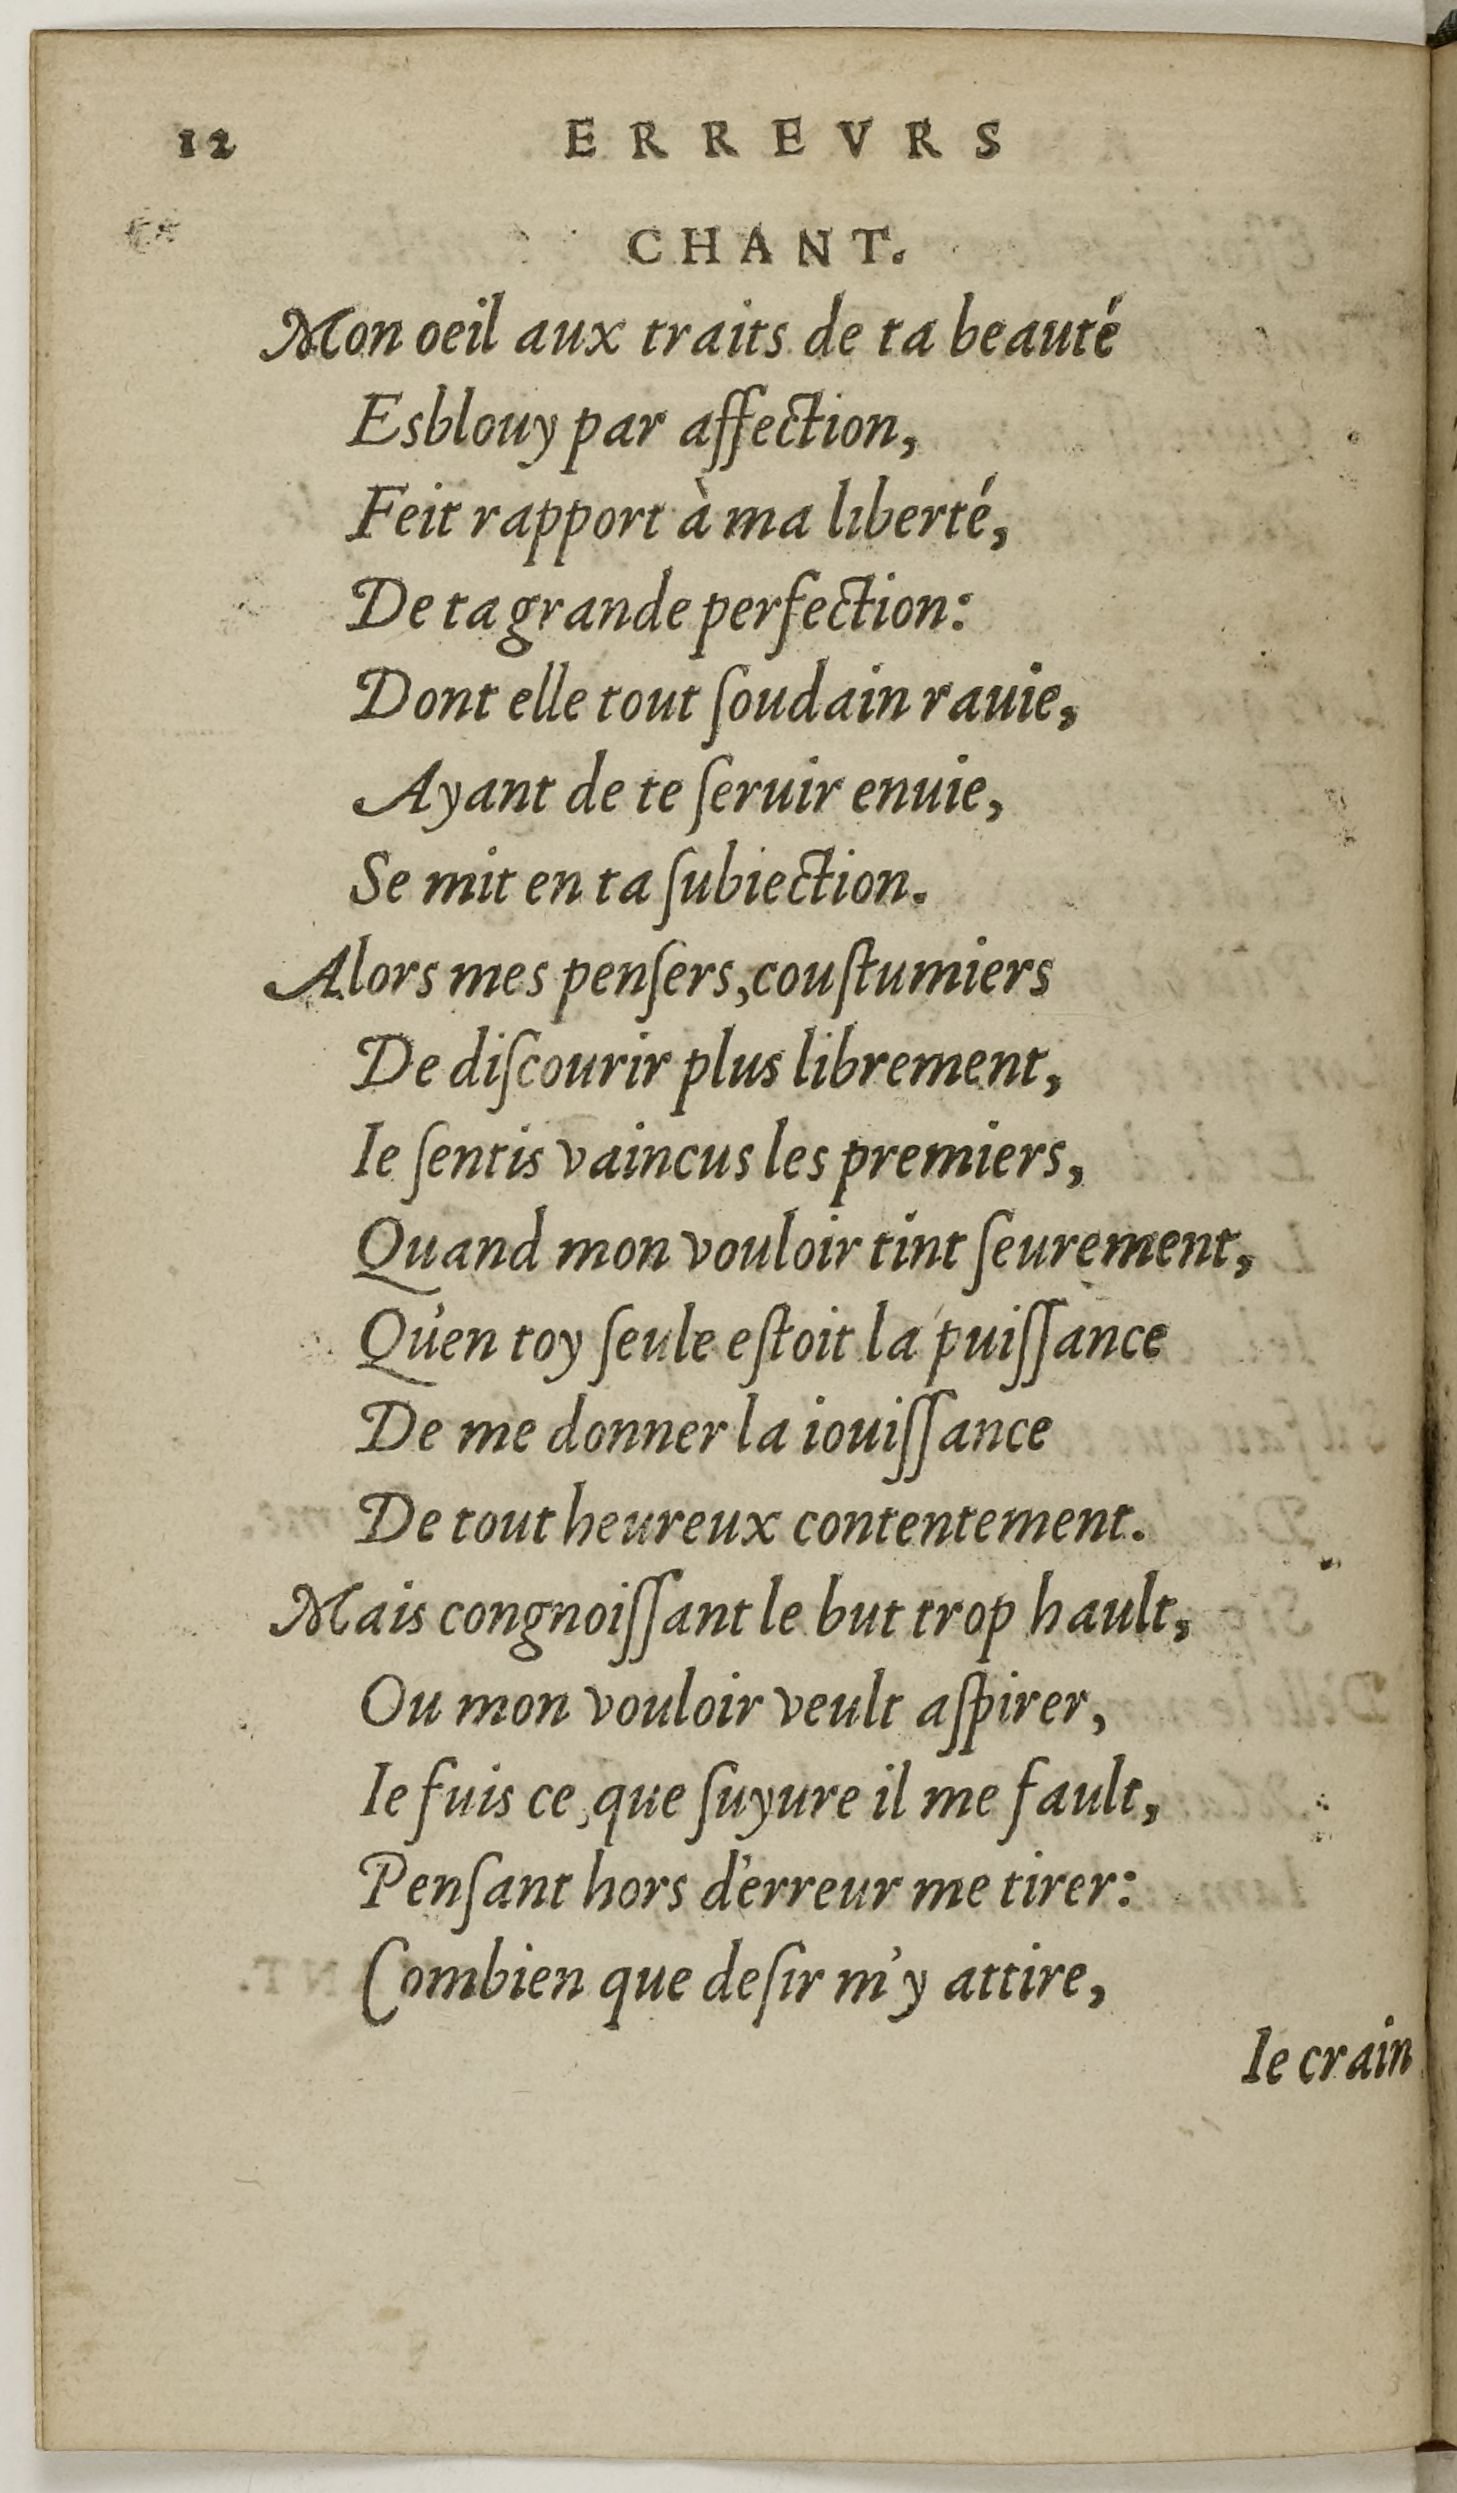 12 ERREVRS
CHANT.
Mon oeil aux traits de ta beauté
Esblouy par affection,
Feit rapport à ma liberté,
De ta grande perfection:
Dont elle tout ſoudain rauie,
Ayant de te ſeruir enuie,
Se mit en ta ſubiection.
Alors mes penſers, couſtumiers
De diſcourir plus librement,
Ie ſentis vaincus les premiers,
Quand mon vouloir tint ſeurement,
Qu'en toy ſeule eſtoit la puiſſance
De me donner la iouiſſance
De tout heureux contentement.
Mais congnoiſſant le but trop hault,
Ou mon vouloir veult aſpirer,
Ie fuis ce, que ſuyure il me fault,
Penſant hors d'erreur me tirer:
Combien que deſir m'y attire,
Ie crain